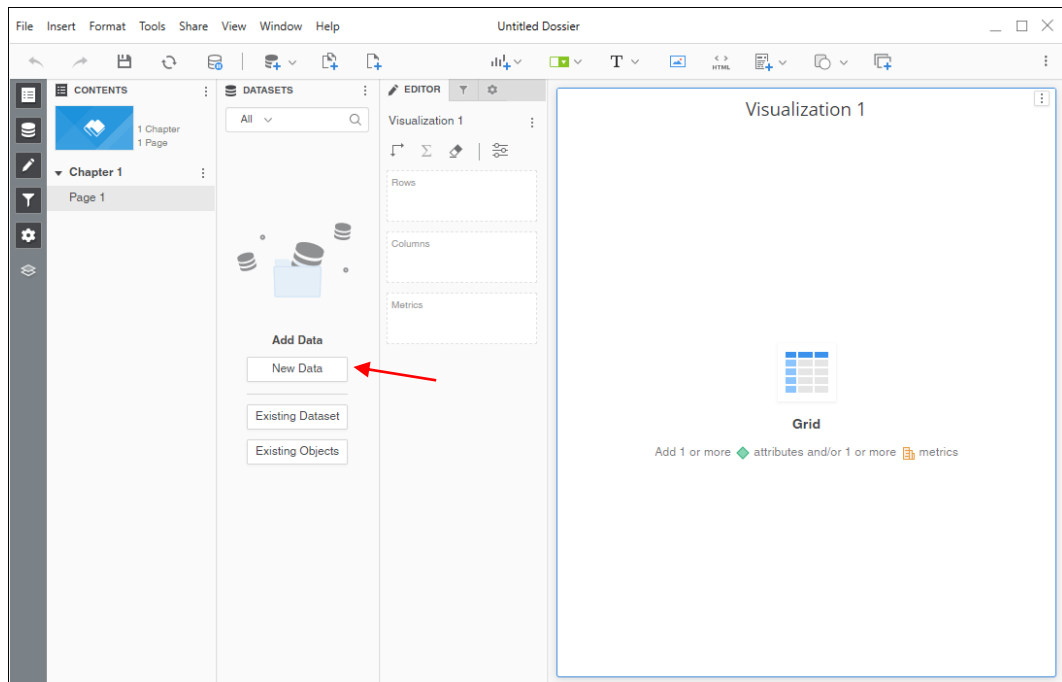 File Insert Format Tools Share View Window Help Untitled Dossier
T HTML
CONTENTS
1 Chapter
1 Page
Chapter 1
Page 1
DATASETS
All
Add Data
New Data
Existing Dataset
Existing Objects
EDITOR
Visualization 1
Σ
Rows
Columns
Metrics
Visualization 1
Grid
Add 1 or more attributes and/or 1 or more metrics